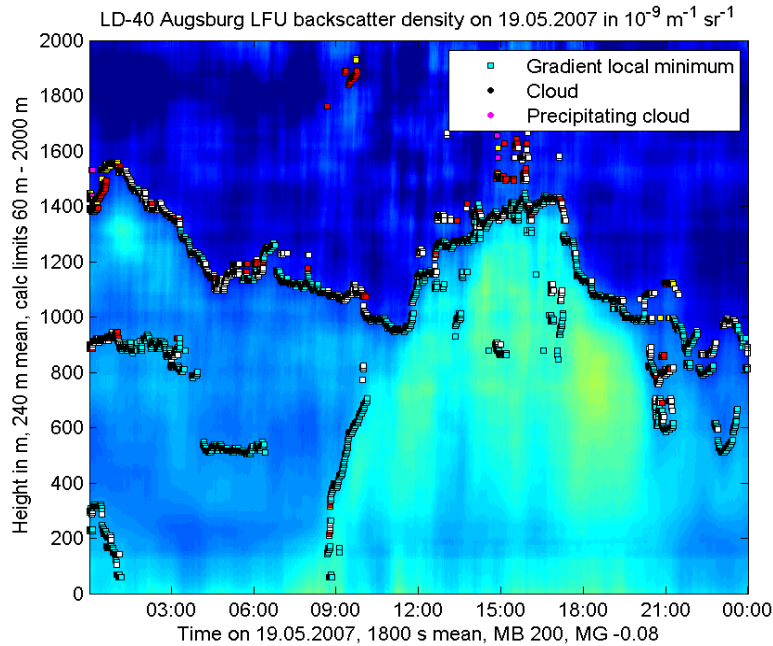 LD-40 Augsburg LFU backscatter density on 19.05.2007 in 10⁻⁹ m⁻¹ sr⁻¹
Gradient local minimum
Cloud
Precipitating cloud
Height in m, 240 m mean, calc limits 60 m - 2000 m
2000
1800
1600
1400
1200
1000
800
600
400
200
0
03:00 06:00 09:00 12:00 15:00 18:00 21:00 00:00
Time on 19.05.2007, 1800 s mean, MB 200, MG -0.08